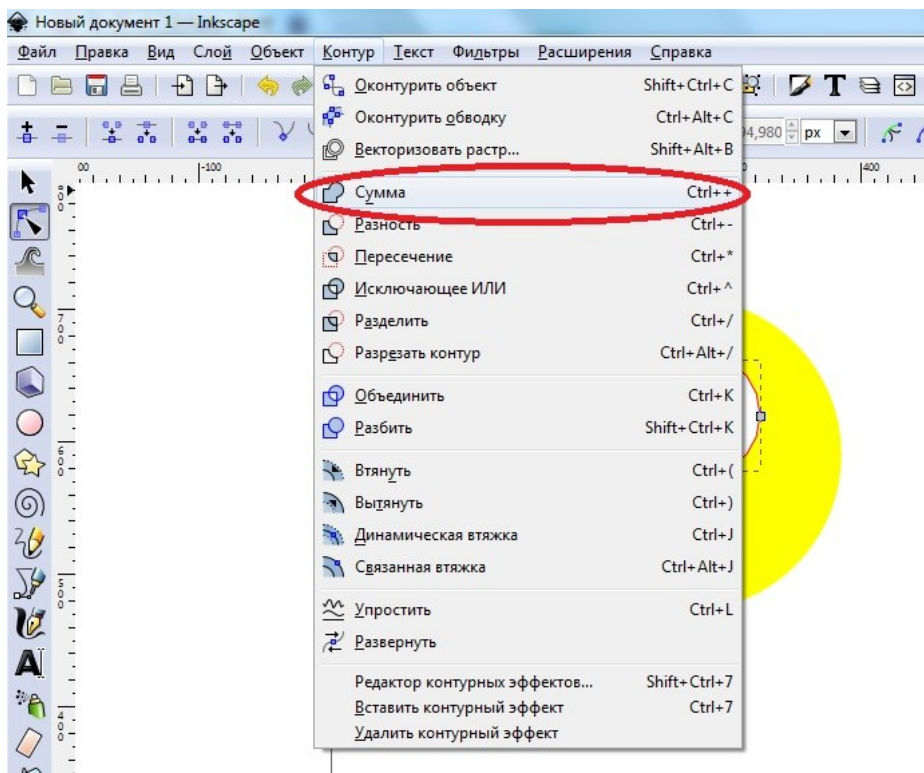 Новый документ 1 — Inkscape
Файл Правка Вид Слой Объект Контур Текст Фильтры Расширения Справка
Оконтурить объект Shift+Ctrl+C
Оконтурить обводку Ctrl+Alt+C
94,980 px
Векторизовать растр... Shift+Alt+B
00 -100 0 400
Сумма Ctrl++
Разность Ctrl+-
Пересечение Ctrl+*
Исключающее ИЛИ Ctrl+^
Разделить Ctrl+/
Разрезать контур Ctrl+Alt+/
Объединить Ctrl+K
Разбить Shift+Ctrl+K
Втянуть Ctrl+(
Вытянуть Ctrl+)
Динамическая втяжка Ctrl+J
Связанная втяжка Ctrl+Alt+J
Упростить Ctrl+L
Развернуть
Редактор контурных эффектов... Shift+Ctrl+7
Вставить контурный эффект Ctrl+7
Удалить контурный эффект